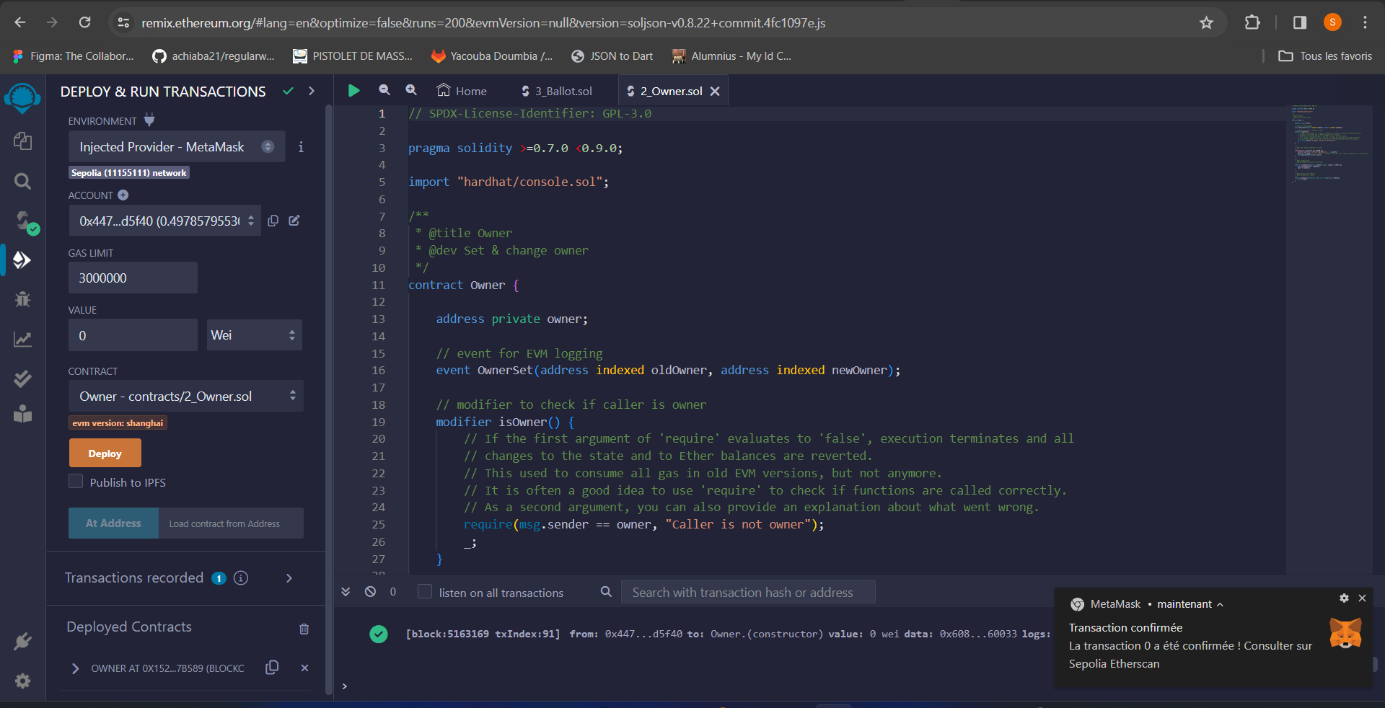 remix.ethereum.org/#lang=en&optimize=false&runs=200&evmVersion=null&version=soljson-v0.8.22+commit.4fc1097e.js
S
Figma: The Collabor...
achiaba21/regularw...
PISTOLET DE MASS...
Yacouba Doumbia /...
JSON to Dart
Alumnius - My Id C...
Tous les favoris
DEPLOY & RUN TRANSACTIONS
ENVIRONMENT
Injected Provider - MetaMask
i
Sepolia (11155111) network
ACCOUNT
0x447...d5f40 (0.4978579553
GAS LIMIT
3000000
VALUE
0
Wei
CONTRACT
Owner - contracts/2_Owner.sol
evm version: shanghai
Deploy
Publish to IPFS
At Address
Load contract from Address
Transactions recorded 1 i
Deployed Contracts
OWNER AT 0X152...7B589 (BLOCKC
Home
3_Ballot.sol
2_Owner.sol
1 // SPDX-License-Identifier: GPL-3.0
2
3 pragma solidity >=0.7.0 <0.9.0;
4
5 import "hardhat/console.sol";
6
7 /**
8 * @title Owner
9 * @dev Set & change owner
10 */
11 contract Owner {
12
13 address private owner;
14
15 // event for EVM logging
16 event OwnerSet(address indexed oldOwner, address indexed newOwner);
17
18 // modifier to check if caller is owner
19 modifier isOwner() {
20 // If the first argument of 'require' evaluates to 'false', execution terminates and all
21 // changes to the state and to Ether balances are reverted.
22 // This used to consume all gas in old EVM versions, but not anymore.
23 // It is often a good idea to use 'require' to check if functions are called correctly.
24 // As a second argument, you can also provide an explanation about what went wrong.
25 require(msg.sender == owner, "Caller is not owner");
26 _;
27 }
0
listen on all transactions
Search with transaction hash or address
[block:5163169 txIndex:91] from: 0x447...d5f40 to: Owner.(constructor) value: 0 wei data: 0x608...60033 logs:
>
MetaMask • maintenant
Transaction confirmée
La transaction 0 a été confirmée ! Consulter sur
Sepolia Etherscan